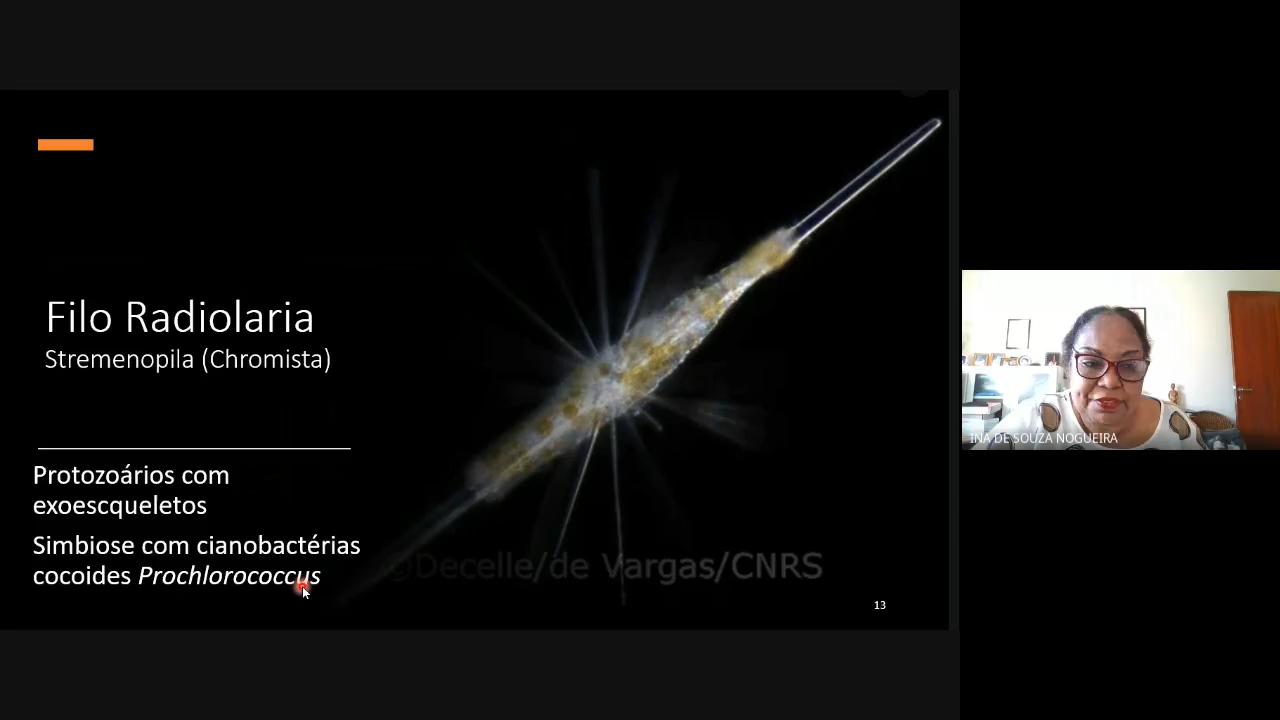 Filo Radiolaria
Stremenopila (Chromista)
Protozoários com
exoescqueletos
Simbiose com cianobactérias
cocoides Prochlorococcus
©Decelle/de Vargas/CNRS
13
INA DE SOUZA NOGUEIRA